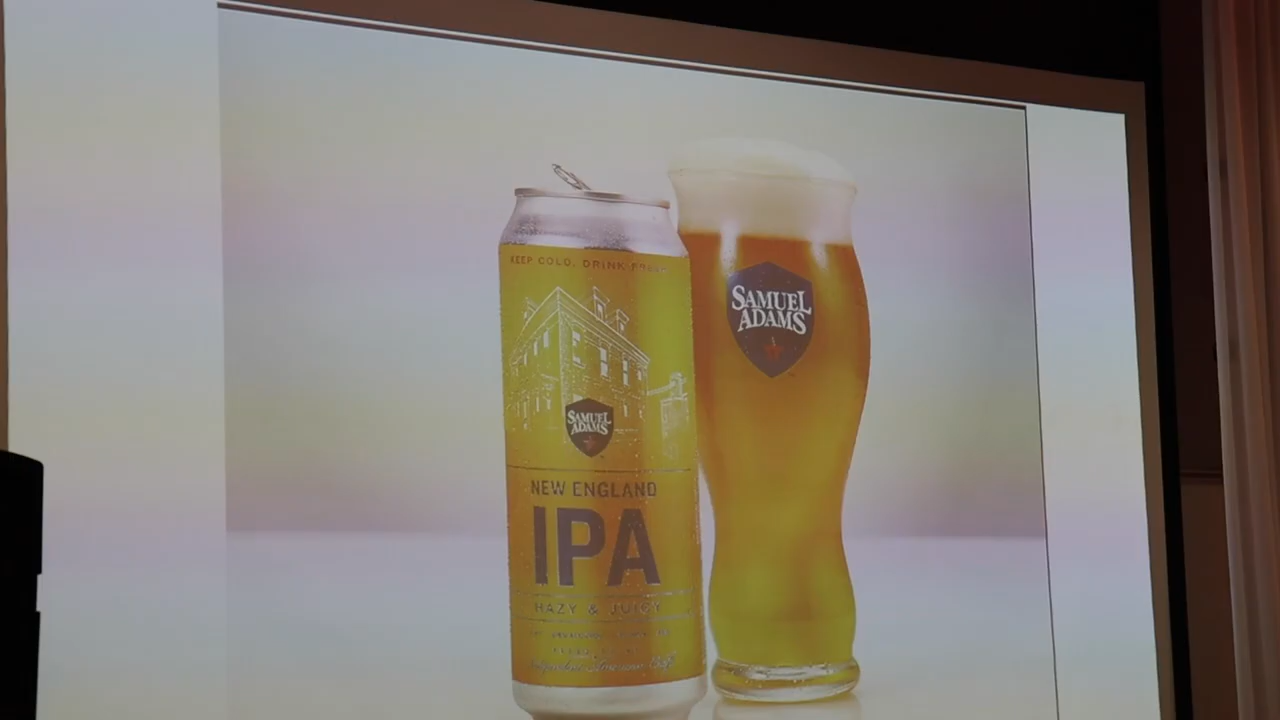 KEEP COLD. DRINK FRESH
SAMUEL
ADAMS
SAMUEL
ADAMS
NEW ENGLAND
IPA
HAZY & JUICY